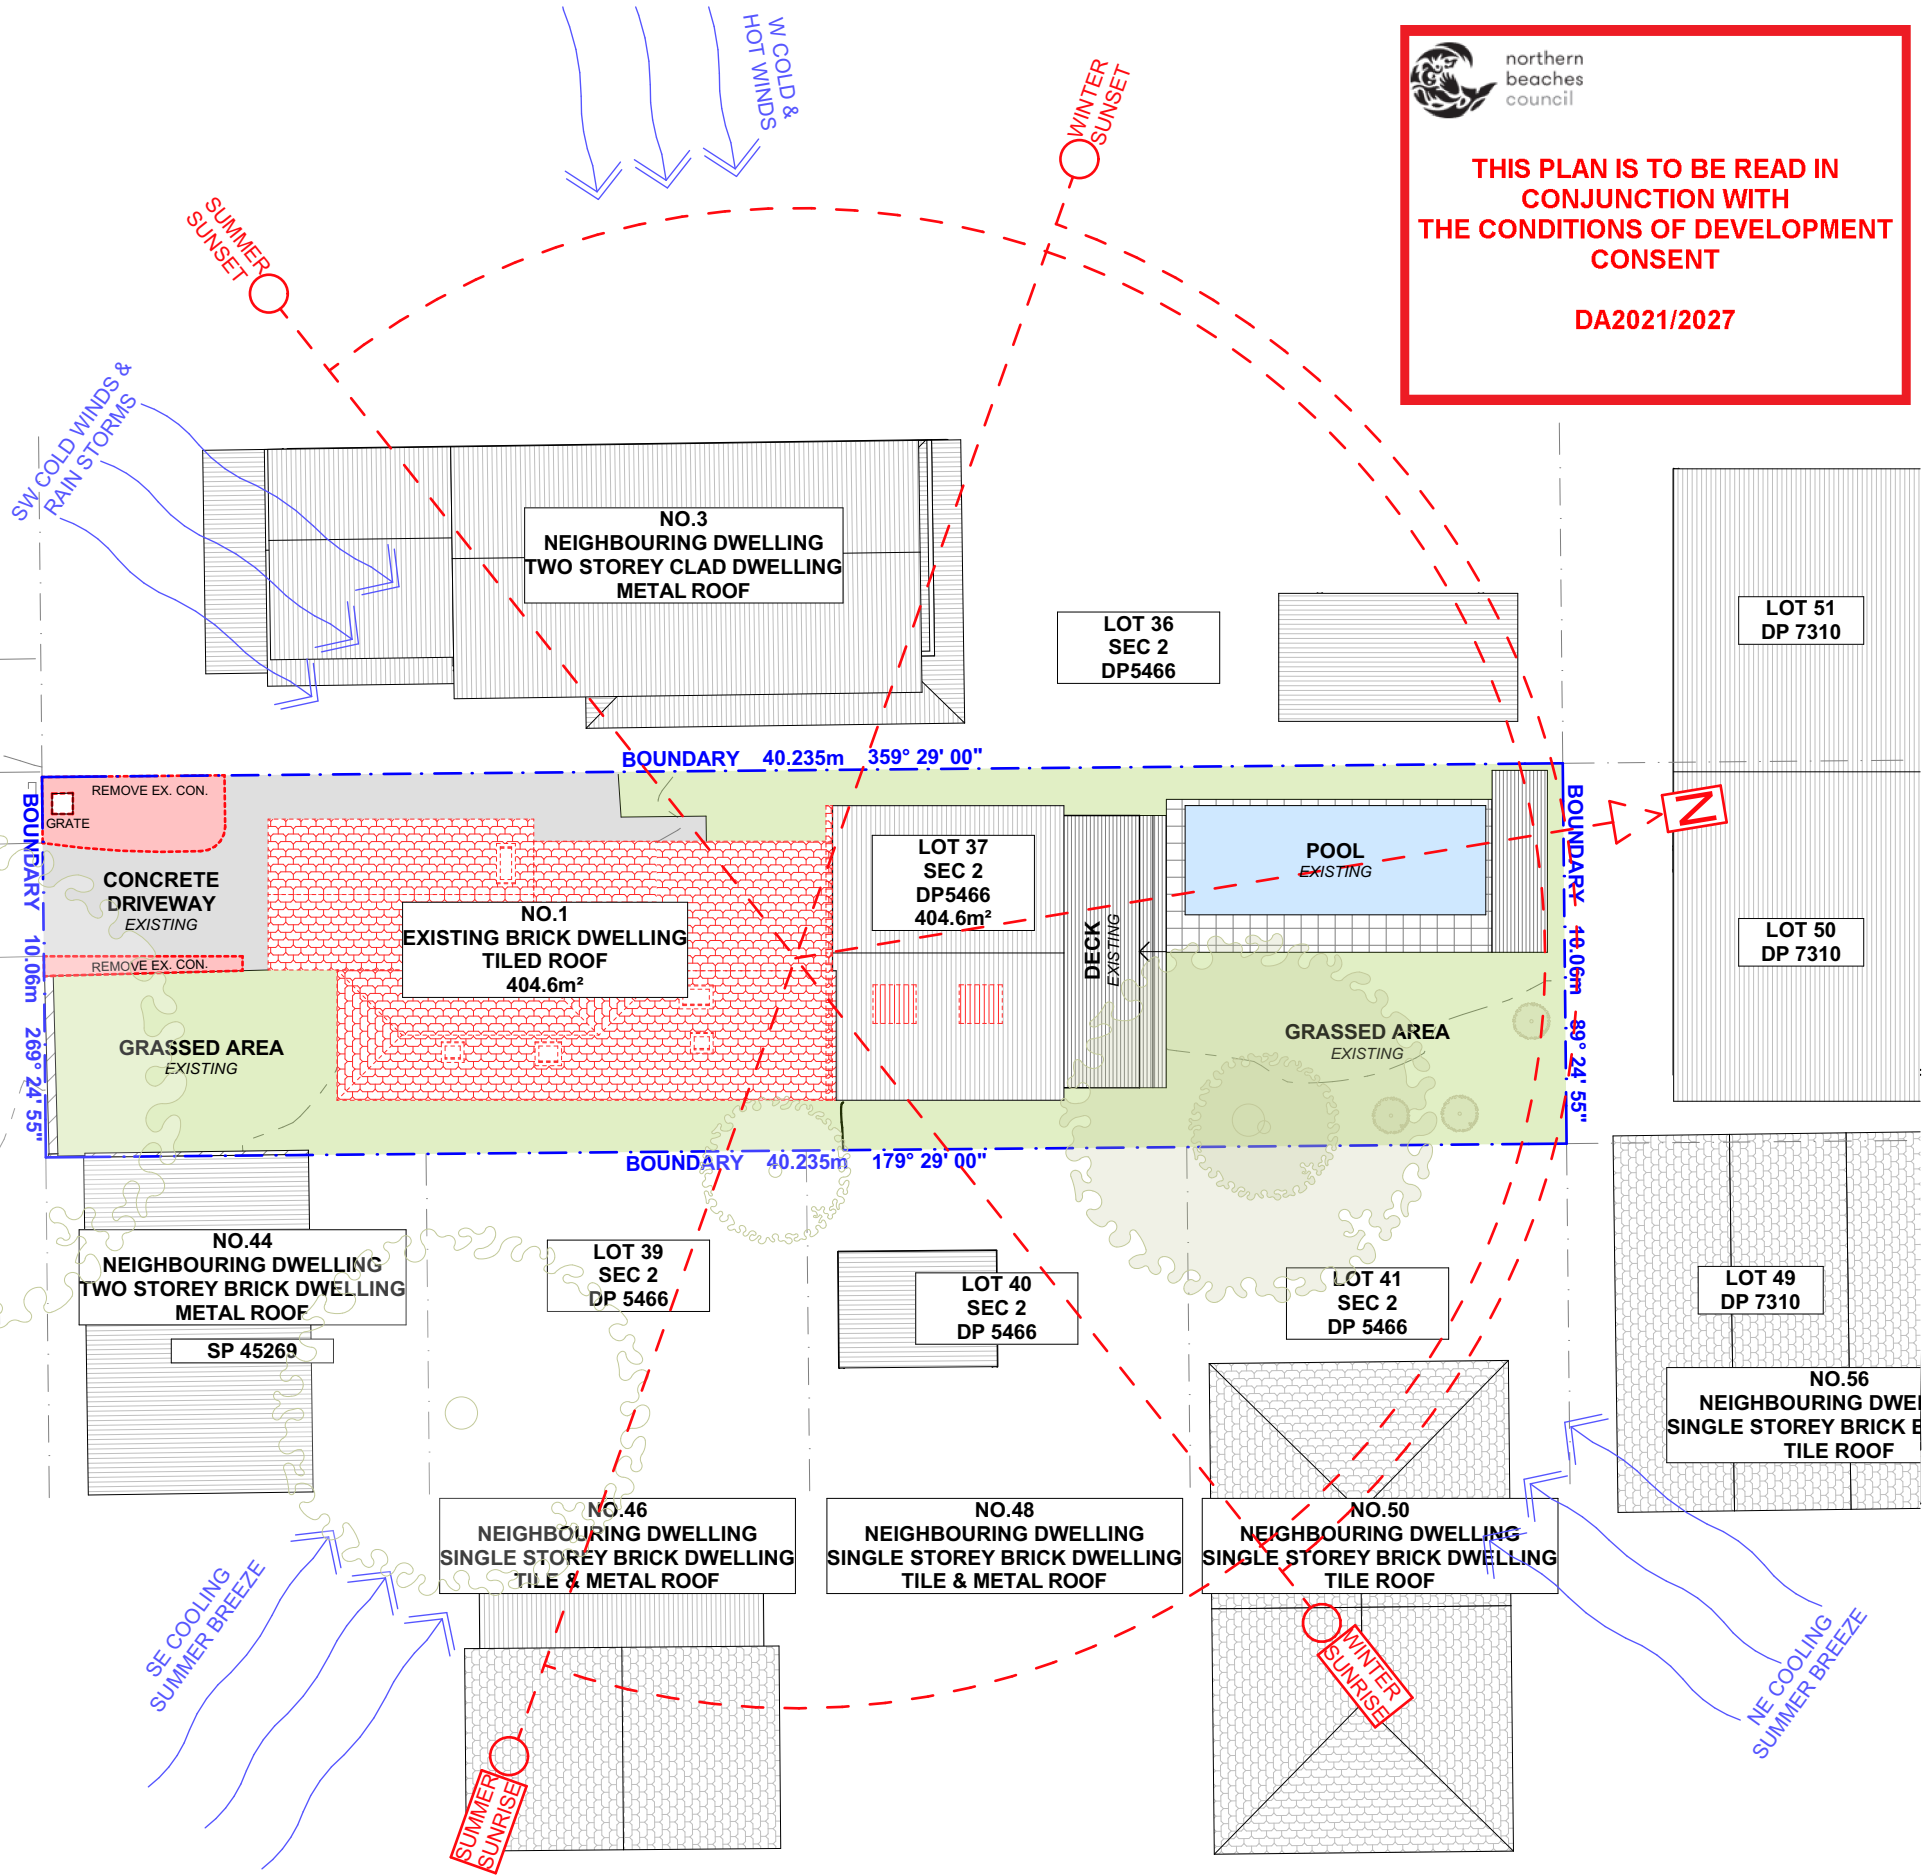 W COLD &
HOT WINDS
WINTER
SUNSET
northern
beaches
council
THIS PLAN IS TO BE READ IN
CONJUNCTION WITH
THE CONDITIONS OF DEVELOPMENT
CONSENT
DA2021/2027
SUMMER
SUNSET
SW COLD WINDS &
RAIN STORMS
NO.3
NEIGHBOURING DWELLING
TWO STOREY CLAD DWELLING
METAL ROOF
LOT 36
SEC 2
DP5466
LOT 51
DP 7310
BOUNDARY 40.235m 359° 29' 00"
REMOVE EX. CON.
GRATE
BOUNDARY 10.06m 269° 24' 55"
CONCRETE
DRIVEWAY
EXISTING
REMOVE EX. CON.
NO.1
EXISTING BRICK DWELLING
TILED ROOF
404.6m²
LOT 37
SEC 2
DP5466
404.6m²
DECK
EXISTING
POOL
EXISTING
BOUNDARY 10.06m 89° 24' 55"
N
LOT 50
DP 7310
GRASSED AREA
EXISTING
GRASSED AREA
EXISTING
BOUNDARY 40.235m 179° 29' 00"
NO.44
NEIGHBOURING DWELLING
TWO STOREY BRICK DWELLING
METAL ROOF
SP 45269
LOT 39
SEC 2
DP 5466
LOT 40
SEC 2
DP 5466
LOT 41
SEC 2
DP 5466
LOT 49
DP 7310
NO.56
NEIGHBOURING DWE
SINGLE STOREY BRICK
TILE ROOF
NO.46
NEIGHBOURING DWELLING
SINGLE STOREY BRICK DWELLING
TILE & METAL ROOF
NO.48
NEIGHBOURING DWELLING
SINGLE STOREY BRICK DWELLING
TILE & METAL ROOF
NO.50
NEIGHBOURING DWELLING
SINGLE STOREY BRICK DWELLING
TILE ROOF
SE COOLING
SUMMER BREEZE
WINTER
SUNRISE
NE COOLING
SUMMER BREEZE
SUMMER
SUNRISE